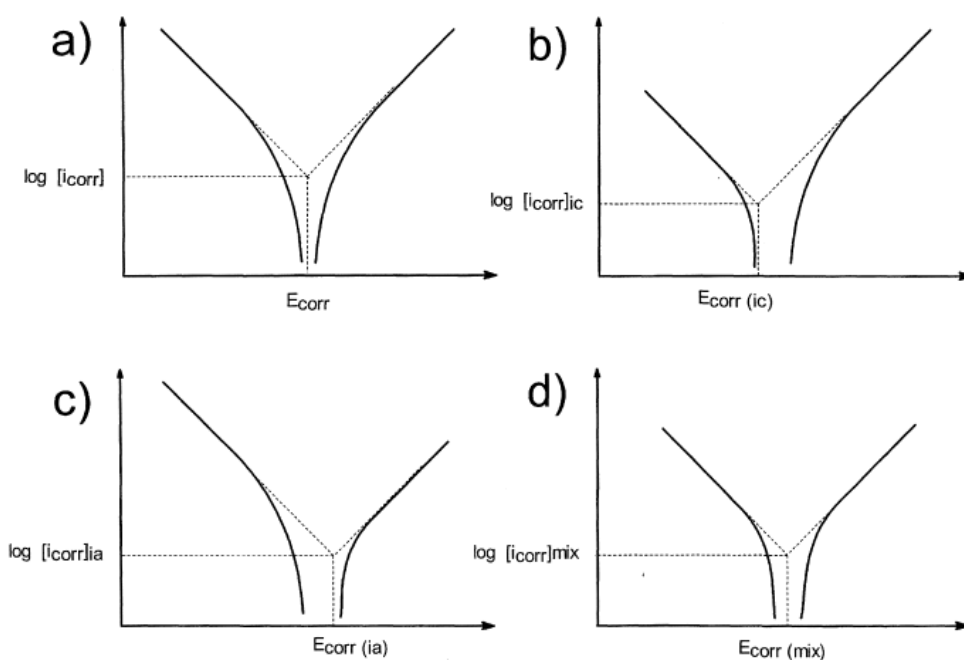 a)
log [icorr]
Ecorr
b)
log [icorr]ic
Ecorr (ic)
c)
log [icorr]ia
Ecorr (ia)
d)
log [icorr]mix
Ecorr (mix)